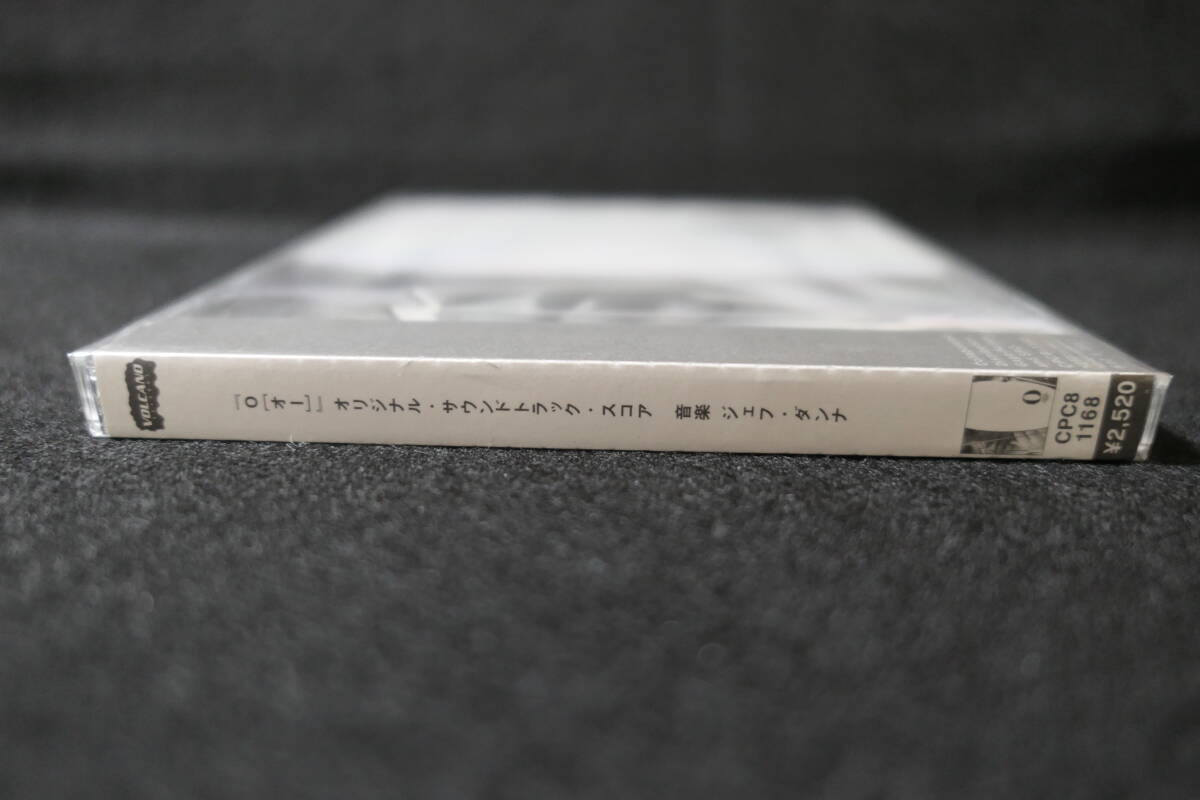 VOLCANO
『O[オー]』 オリジナル・サウンドトラック・スコア 音楽 ジェフ・ダンナ
O
CPC8
1168
¥2,520